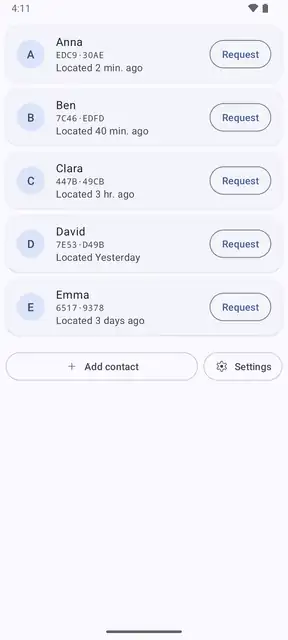 4:11
A
Anna
EDC9·30AE
Located 2 min. ago
Request
B
Ben
7C46·EDFD
Located 40 min. ago
Request
C
Clara
447B·49CB
Located 3 hr. ago
Request
D
David
7E53·D49B
Located Yesterday
Request
E
Emma
6517·9378
Located 3 days ago
Request
+ Add contact
Settings